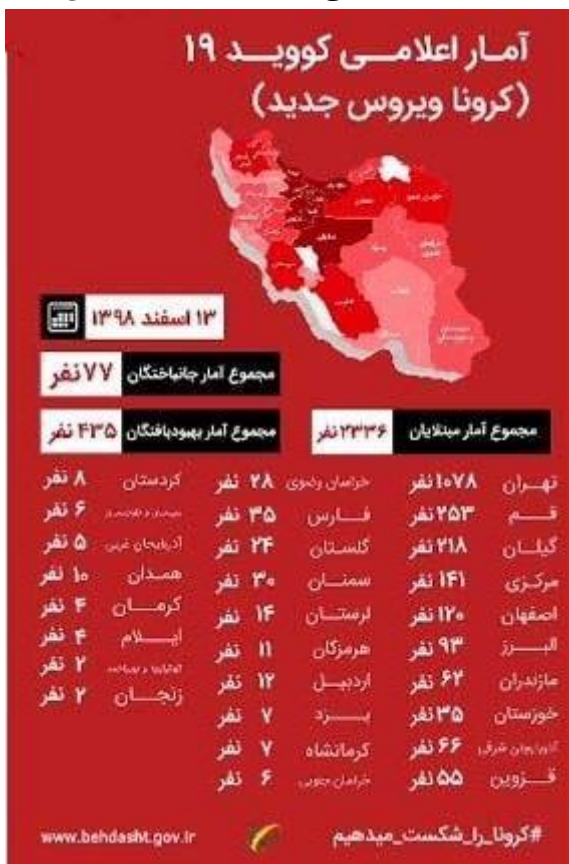 آمار اعلامی کووید ۱۹
(کرونا ویروس جدید)
۱۳ اسفند ۱۳۹۸
مجموع آمار جانباختگان ۷۷ نفر
مجموع آمار مبتلایان ۲۳۳۶ نفر
مجموع آمار بهبودیافتگان ۴۳۵ نفر
تهران ۱۰۷۸ نفر
قم ۲۵۳ نفر
گیلان ۲۱۸ نفر
مرکزی ۱۴۱ نفر
اصفهان ۱۲۰ نفر
البرز ۹۳ نفر
مازندران ۶۲ نفر
خوزستان ۳۵ نفر
آذربایجان شرقی ۶۶ نفر
قزوین ۵۵ نفر
خراسان رضوی ۲۸ نفر
فارس ۳۵ نفر
گلستان ۲۴ نفر
سمنان ۳۰ نفر
لرستان ۱۴ نفر
هرمزگان ۱۱ نفر
اردبیل ۱۲ نفر
یزد ۷ نفر
کرمانشاه ۷ نفر
خراسان جنوبی ۶ نفر
کردستان ۸ نفر
سیستان و بلوچستان ۶ نفر
آذربایجان غربی ۵ نفر
همدان ۱۰ نفر
کرمان ۴ نفر
ایلام ۴ نفر
کهگیلویه و بویراحمد ۲ نفر
زنجان ۲ نفر
#کرونا_را_شکست_میدهیم
www.behdasht.gov.ir